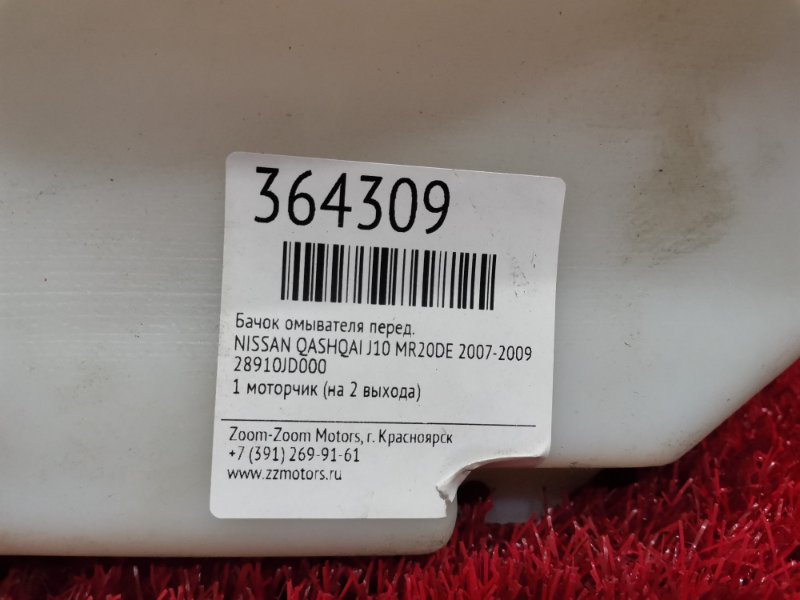 364309
Бачок омывателя перед.
NISSAN QASHQAI J10 MR20DE 2007-2009
28910JD000
1 моторчик (на 2 выхода)
Zoom-Zoom Motors, г. Красноярск
+7 (391) 269-91-61
www.zzmotors.ru